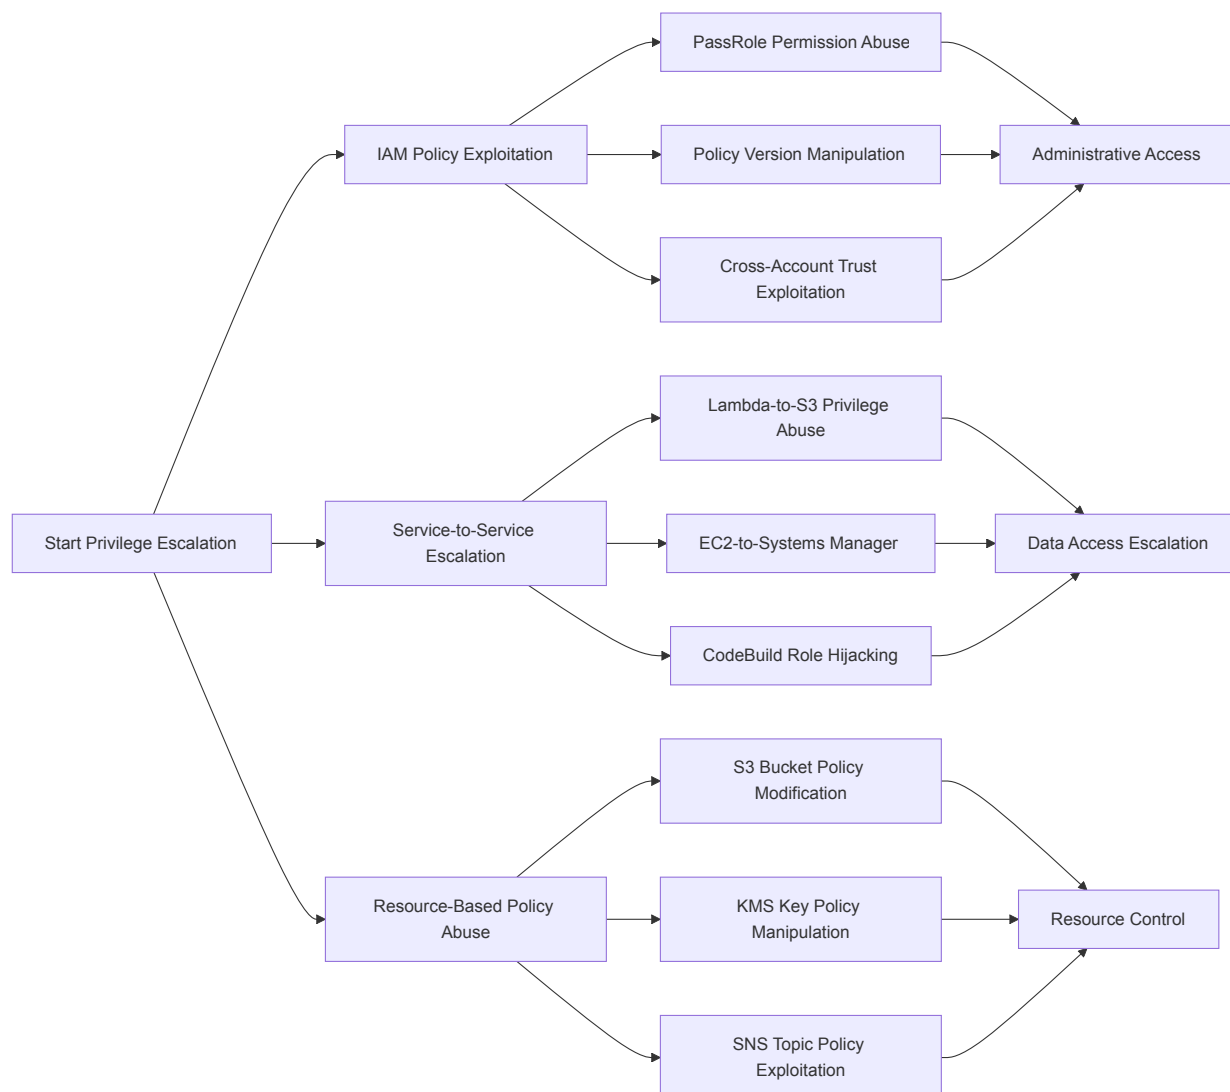 Start Privilege Escalation
IAM Policy Exploitation
Service-to-Service
Escalation
Resource-Based Policy
Abuse
PassRole Permission Abuse
Policy Version Manipulation
Cross-Account Trust
Exploitation
Lambda-to-S3 Privilege
Abuse
EC2-to-Systems Manager
CodeBuild Role Hijacking
S3 Bucket Policy
Modification
KMS Key Policy
Manipulation
SNS Topic Policy
Exploitation
Administrative Access
Data Access Escalation
Resource Control